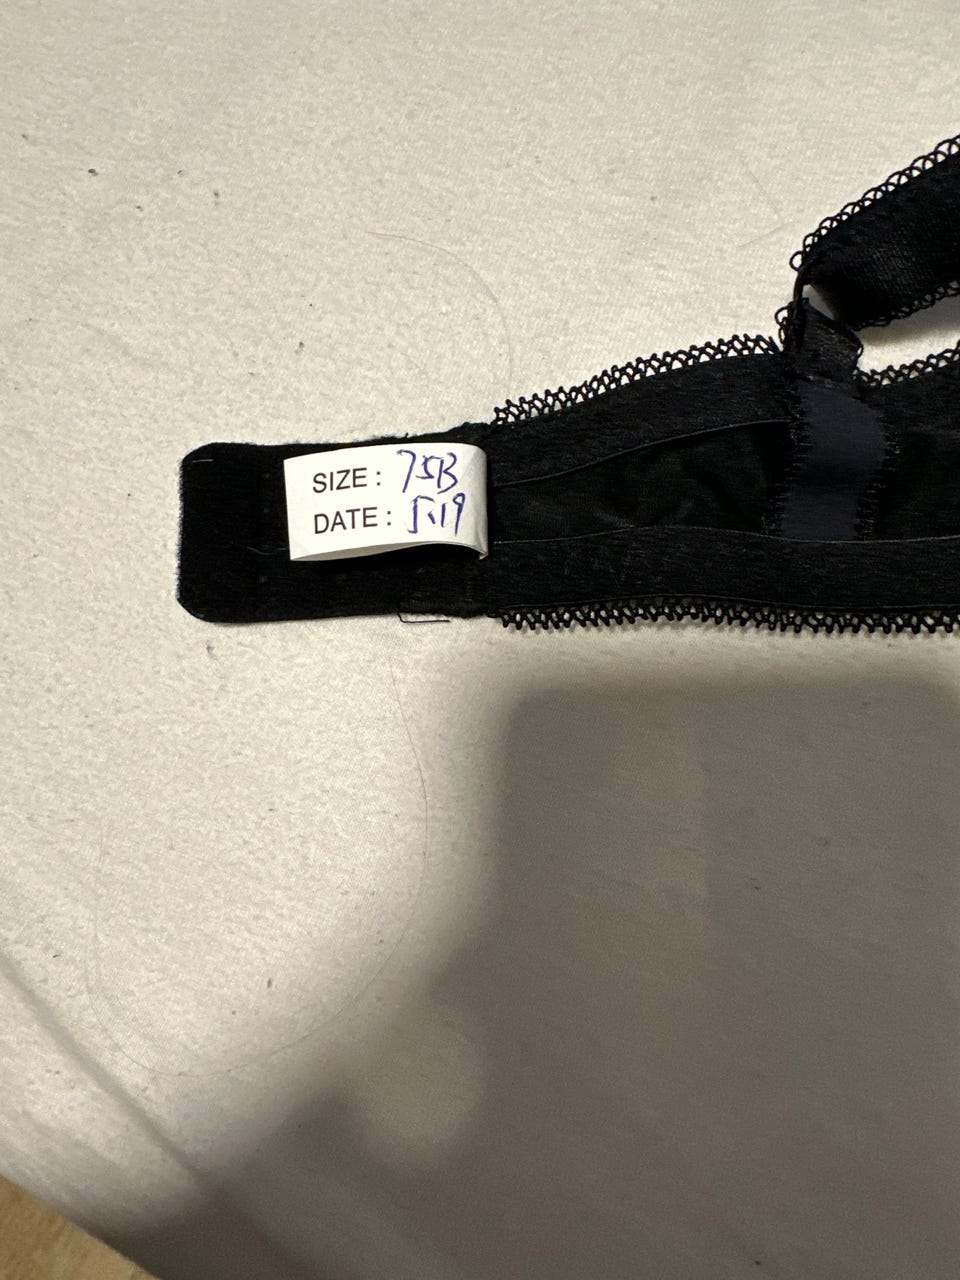 SIZE : 75B
DATE : 5.19